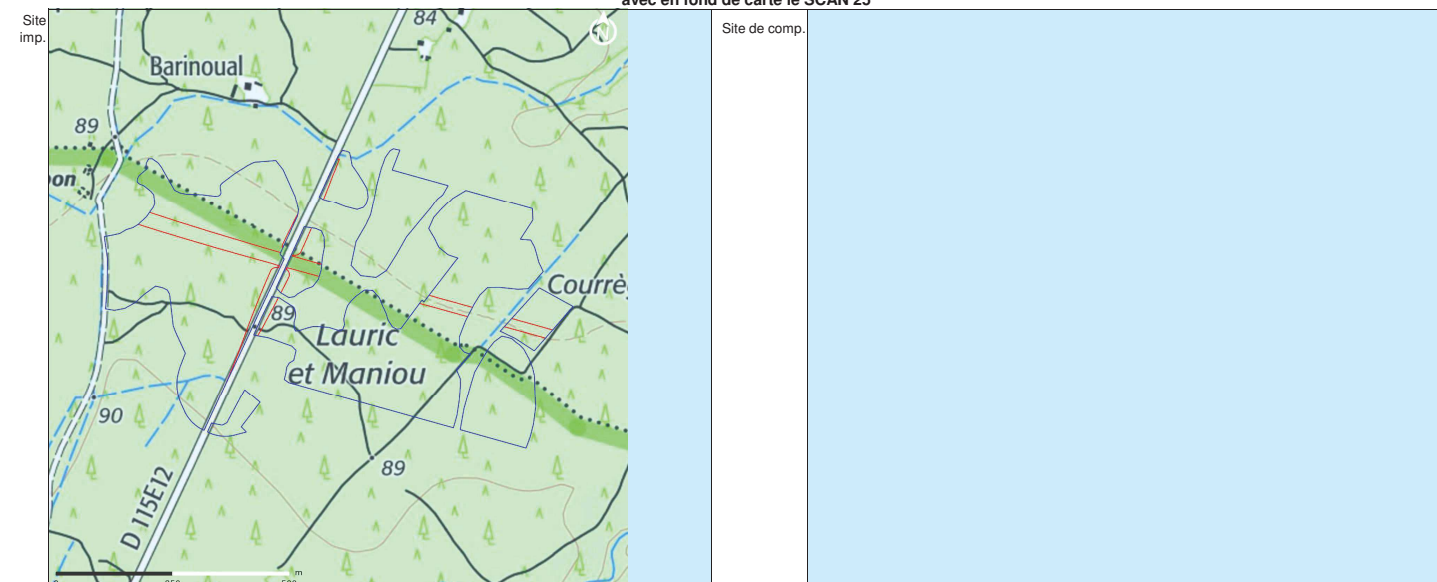 avec en fond de carte le SCAN 25
Site
imp.
Site de comp.
84
N
Barinoual
89
on
Courrè
89
Lauric
et Maniou
90
89
D 115E12
m